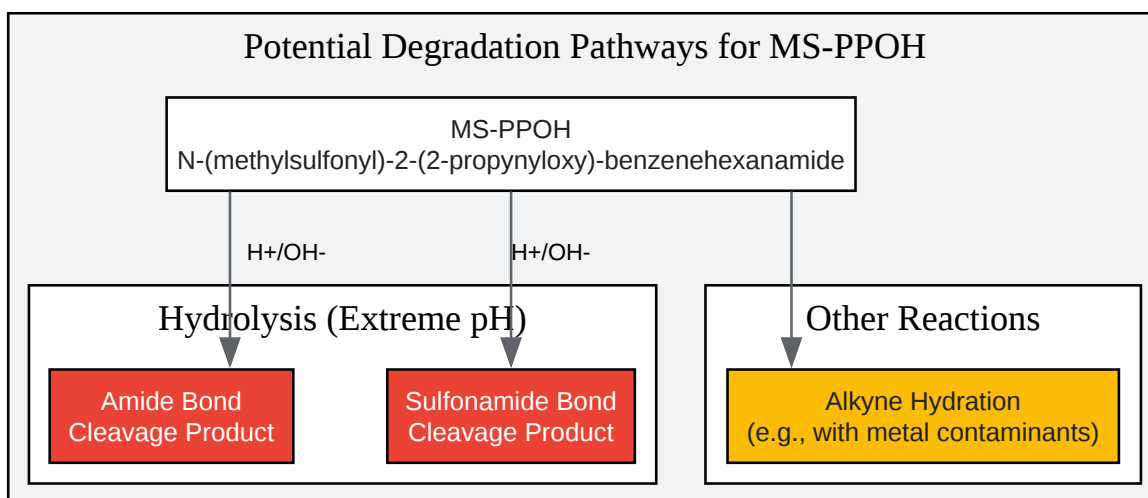 Potential Degradation Pathways for MS-PPOH
MS-PPOH
N-(methylsulfonyl)-2-(2-propynyloxy)-benzenehexanamide
H+/OH-
H+/OH-
Hydrolysis (Extreme pH)
Other Reactions
Amide Bond
Cleavage Product
Sulfonamide Bond
Cleavage Product
Alkyne Hydration
(e.g., with metal contaminants)